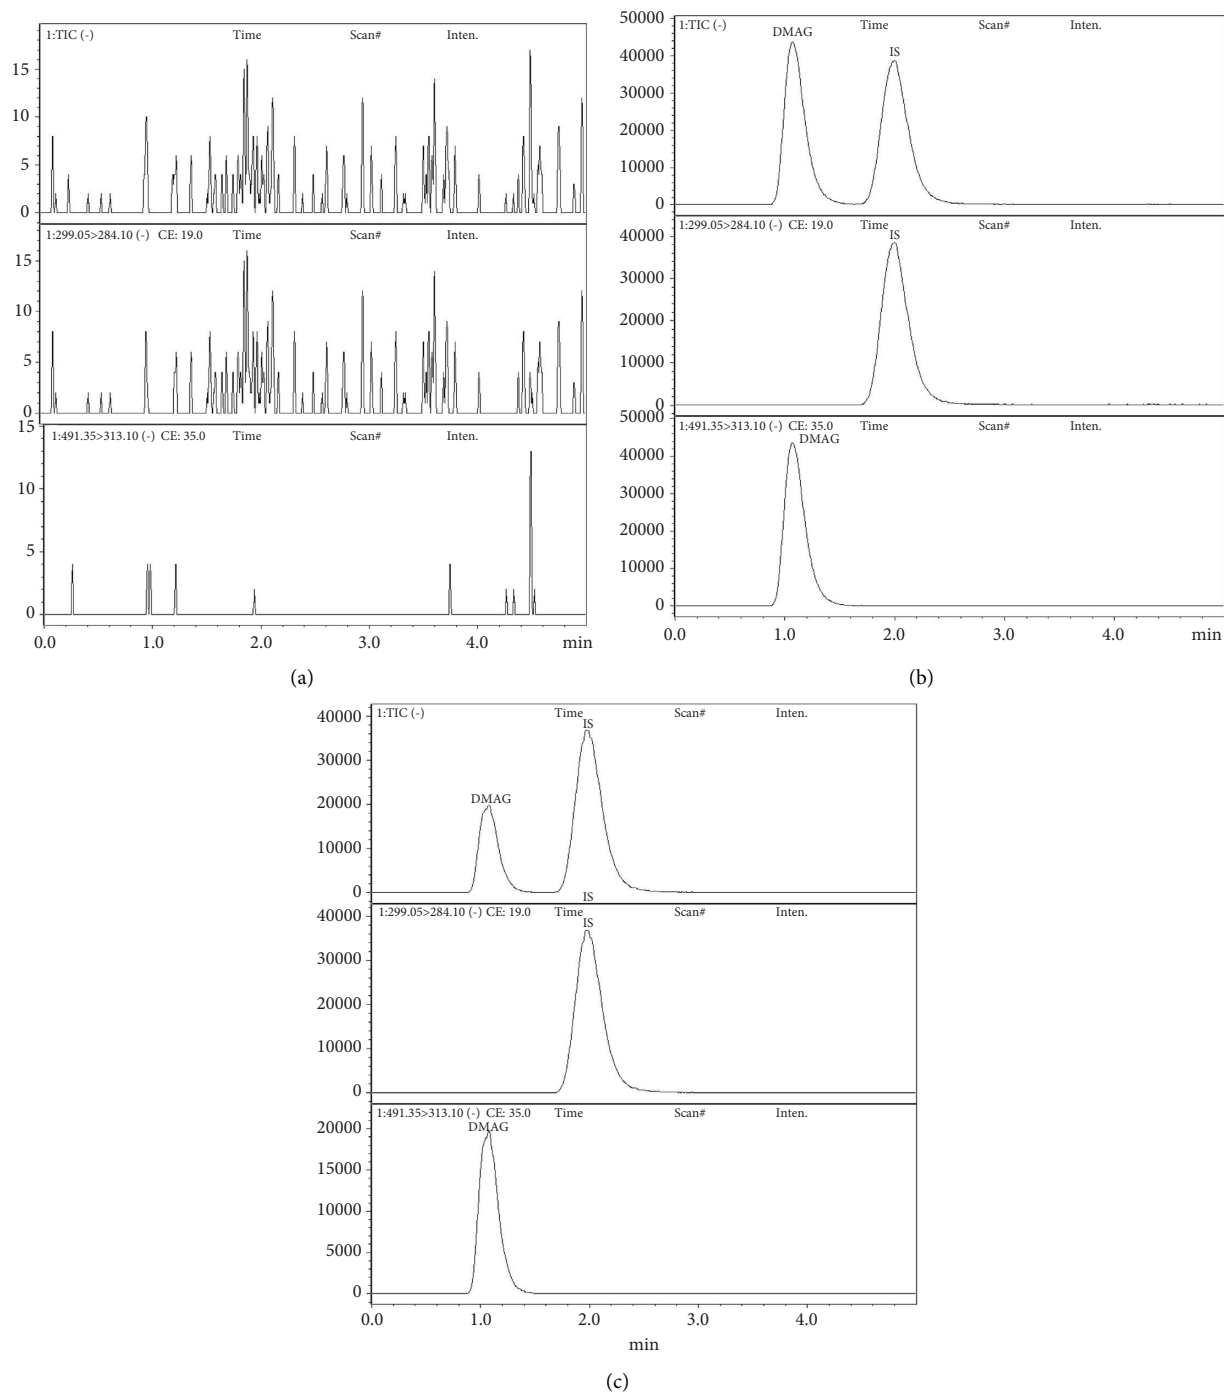 1:TIC (-) Time Scan# Inten.
15
10
5
0
1:299.05>284.10 (-) CE: 19.0 Time Scan# Inten.
15
10
5
0
15
1:491.35>313.10 (-) CE: 35.0 Time Scan# Inten.
10
5
0
0.0 1.0 2.0 3.0 4.0 min
(a)
50000
1:TIC (-) DMAG Time Scan# Inten.
IS
40000
30000
20000
10000
0
1:299.05>284.10 (-) CE: 19.0 Time Scan# Inten.
IS
40000
30000
20000
10000
0
50000
1:491.35>313.10 (-) CE: 35.0 Time Scan# Inten.
DMAG
40000
30000
20000
10000
0
0.0 1.0 2.0 3.0 4.0 min
(b)
1:TIC (-) Time Scan# Inten.
IS
40000
30000
DMAG
20000
10000
0
IS
1:299.05>284.10 (-) CE: 19.0 Time Scan# Inten.
IS
40000
30000
20000
10000
0
1:491.35>313.10 (-) CE: 35.0 Time Scan# Inten.
DMAG
20000
15000
10000
5000
0
0.0 1.0 2.0 3.0 4.0
min
(c)